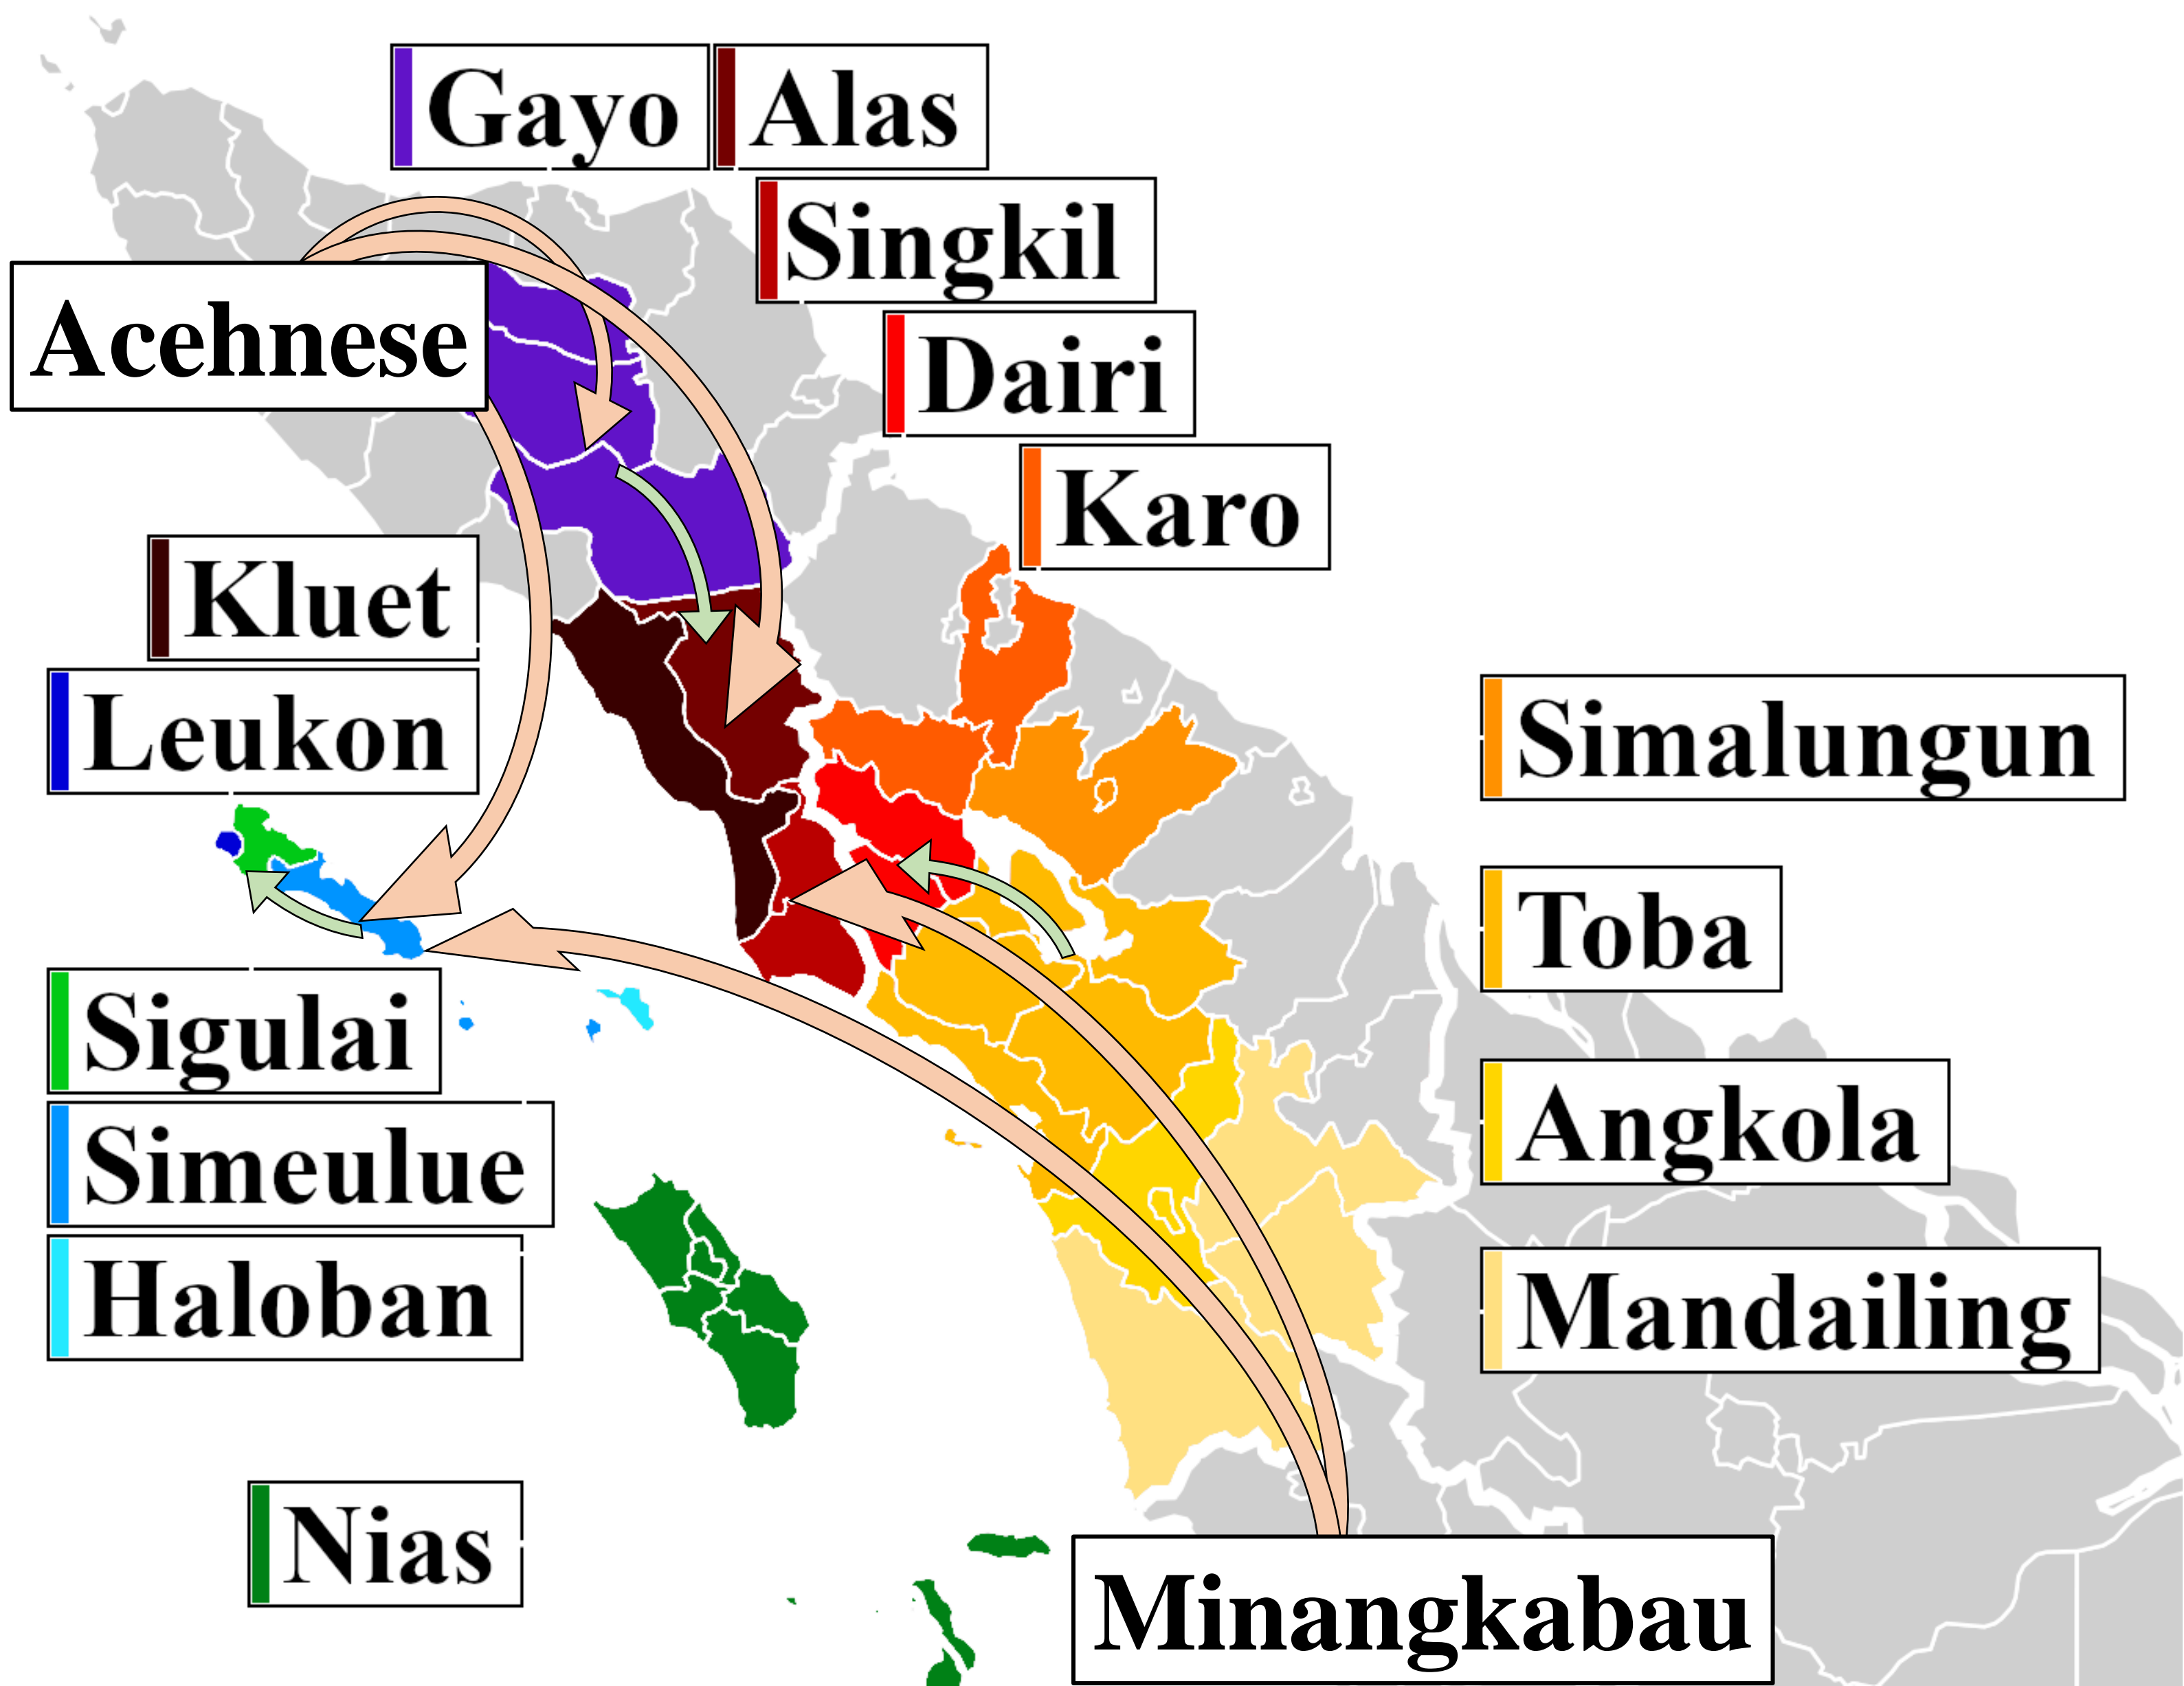 Gayo
Alas
Singkil
Acehnese
Dairi
Karo
Kluet
Leukon
Simalungun
Toba
Sigulai
Angkola
Simeulue
Haloban
Mandailing
Nias
Minangkabau